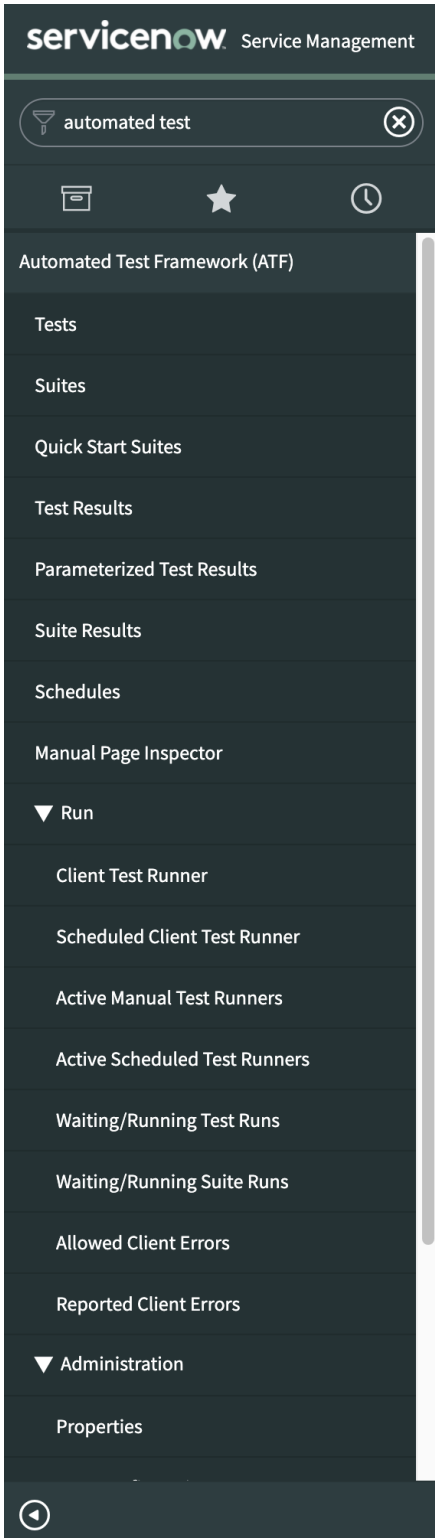 servicenow Service Management
automated test
Automated Test Framework (ATF)
Tests
Suites
Quick Start Suites
Test Results
Parameterized Test Results
Suite Results
Schedules
Manual Page Inspector
Run
Client Test Runner
Scheduled Client Test Runner
Active Manual Test Runners
Active Scheduled Test Runners
Waiting/Running Test Runs
Waiting/Running Suite Runs
Allowed Client Errors
Reported Client Errors
Administration
Properties